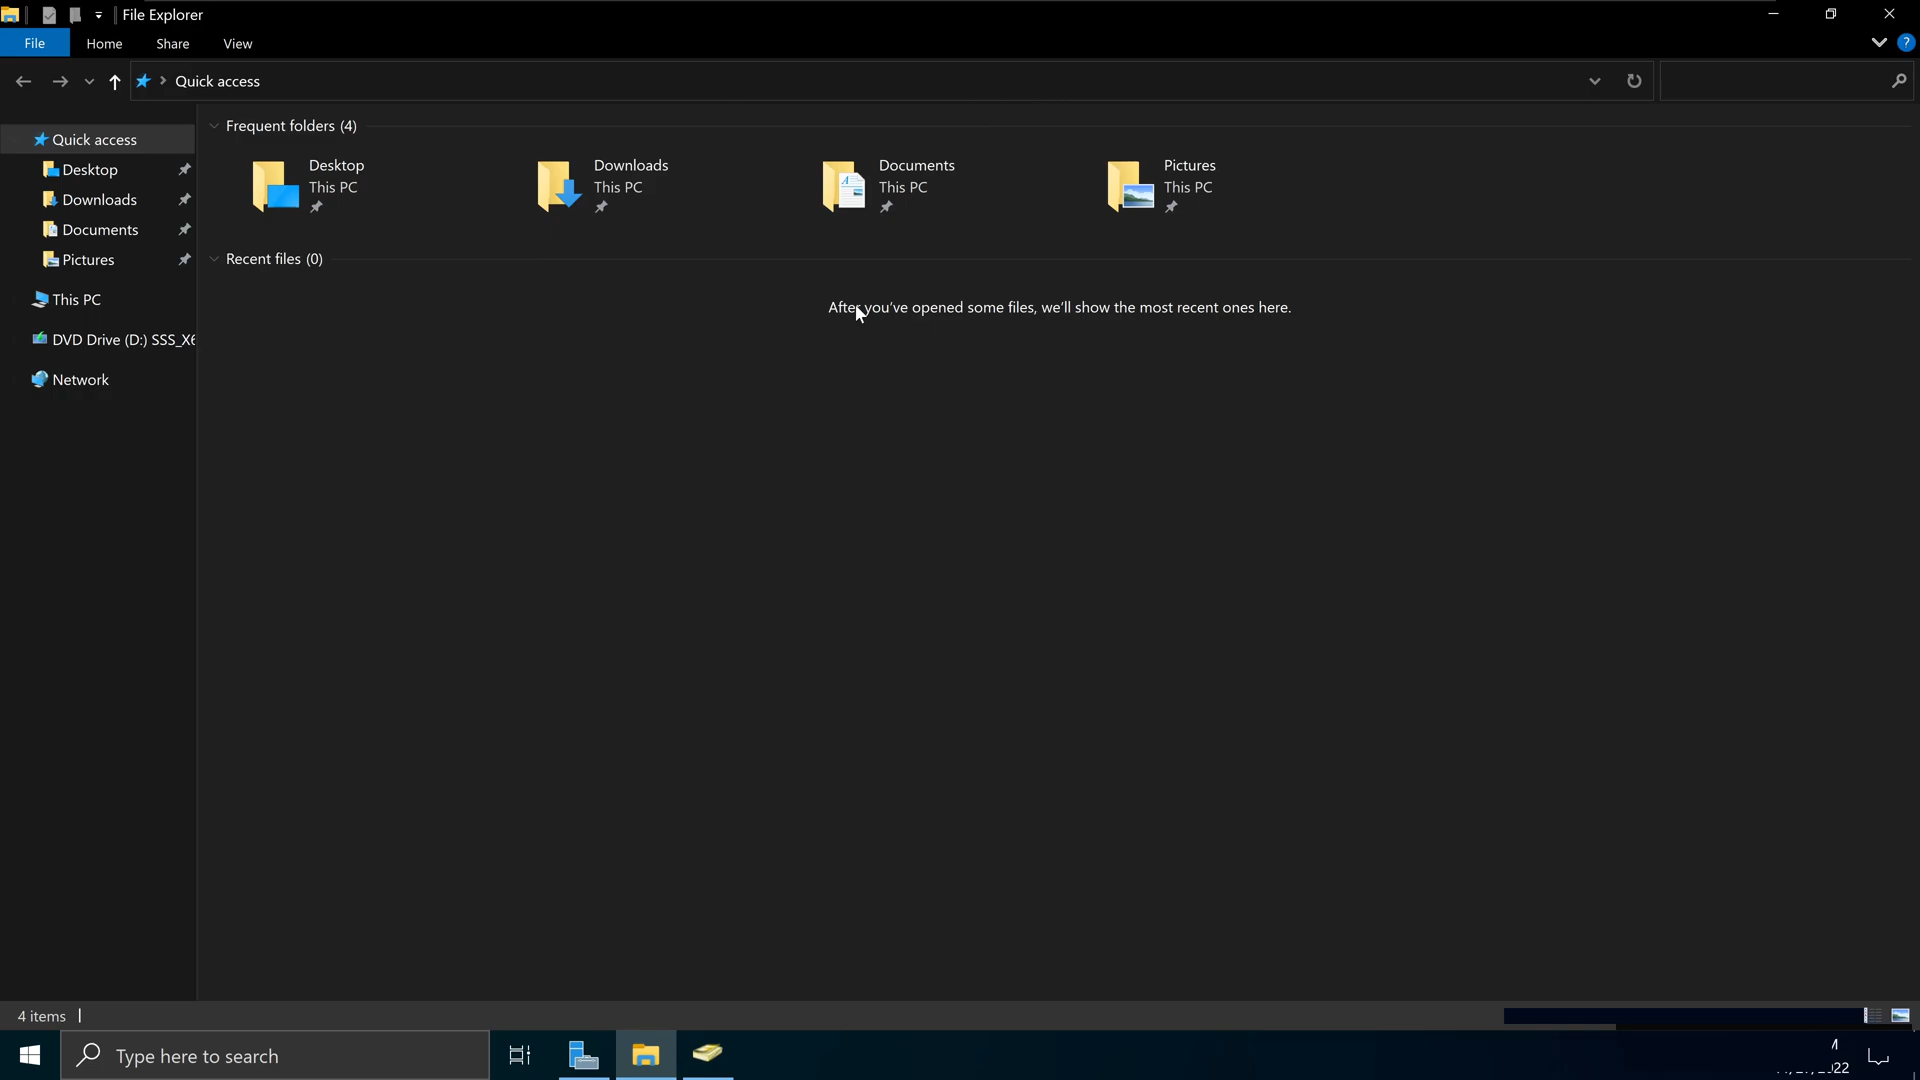 File Explorer
File
Home
Share
View
Quick access
Quick access
Desktop
Downloads
Documents
Pictures
This PC
DVD Drive (D:) SSS_X6
Network
Frequent folders (4)
Desktop
This PC
Downloads
This PC
Documents
This PC
Pictures
This PC
Recent files (0)
After you've opened some files, we'll show the most recent ones here.
4 items
Type here to search